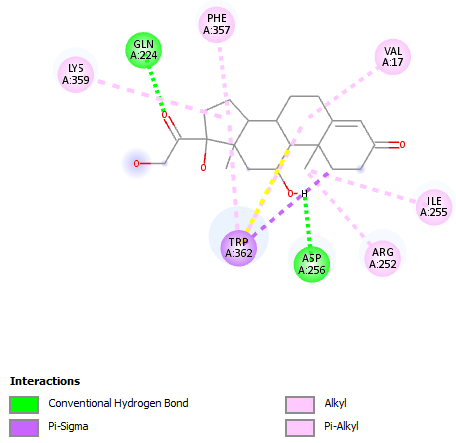 PHE
A:357
GLN
A:224
VAL
A:17
LYS
A:359
O
O
O
O
O
H
ILE
A:255
TRP
A:362
ASP
A:256
ARG
A:252
Interactions
Conventional Hydrogen Bond
Alkyl
Pi-Sigma
Pi-Alkyl